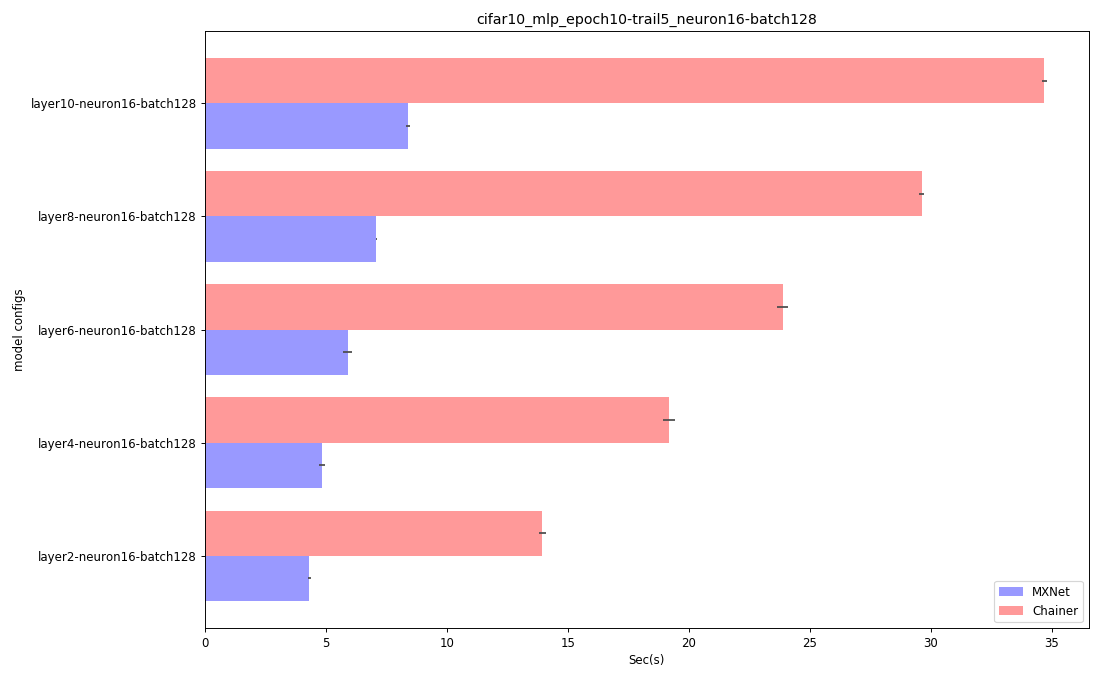 cifar10_mlp_epoch10-trail5_neuron16-batch128
layer10-neuron16-batch128
layer8-neuron16-batch128
layer6-neuron16-batch128
layer4-neuron16-batch128
layer2-neuron16-batch128
model configs
0 5 10 15 20 25 30 35
Sec(s)
MXNet
Chainer